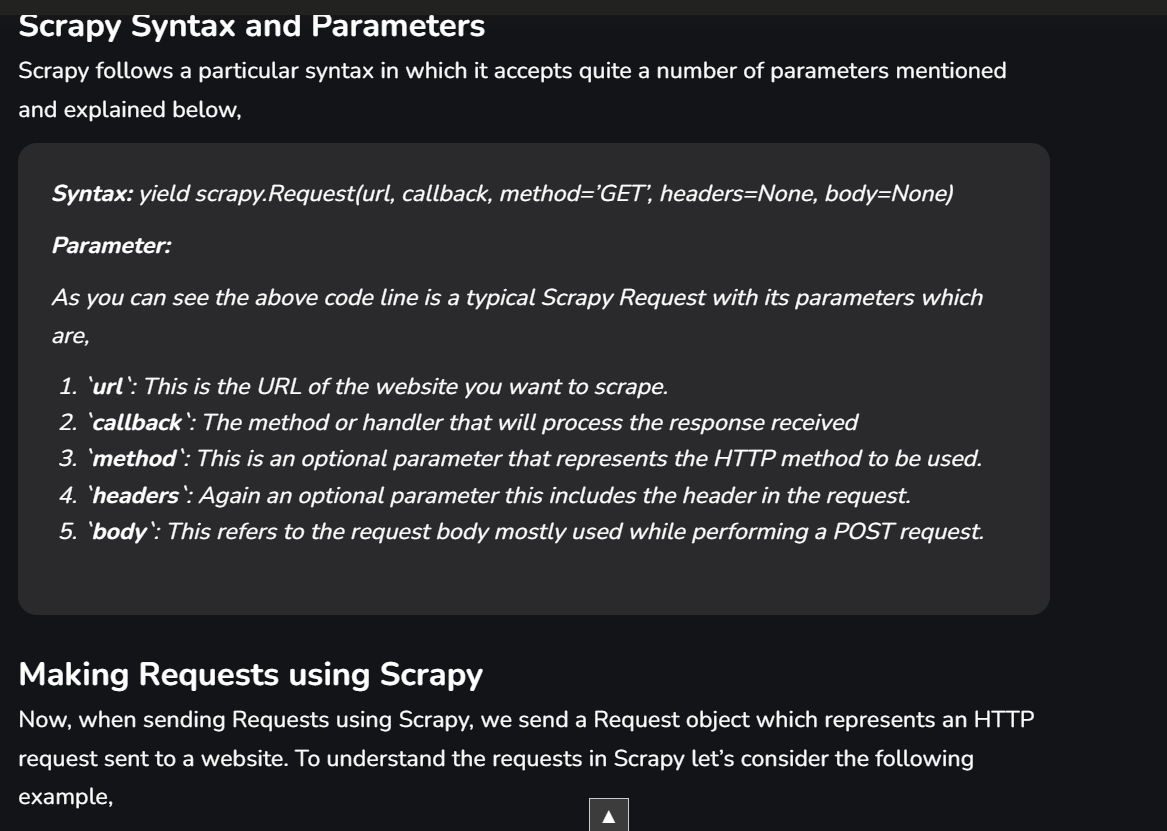 Scrapy Syntax and Parameters
Scrapy follows a particular syntax in which it accepts quite a number of parameters mentioned
and explained below,
Syntax: yield scrapy.Request(url, callback, method=’GET’, headers=None, body=None)
Parameter:
As you can see the above code line is a typical Scrapy Request with its parameters which
are,
1. `url`: This is the URL of the website you want to scrape.
2. `callback`: The method or handler that will process the response received
3. `method`: This is an optional parameter that represents the HTTP method to be used.
4. `headers`: Again an optional parameter this includes the header in the request.
5. `body`: This refers to the request body mostly used while performing a POST request.
Making Requests using Scrapy
Now, when sending Requests using Scrapy, we send a Request object which represents an HTTP
request sent to a website. To understand the requests in Scrapy let’s consider the following
example,